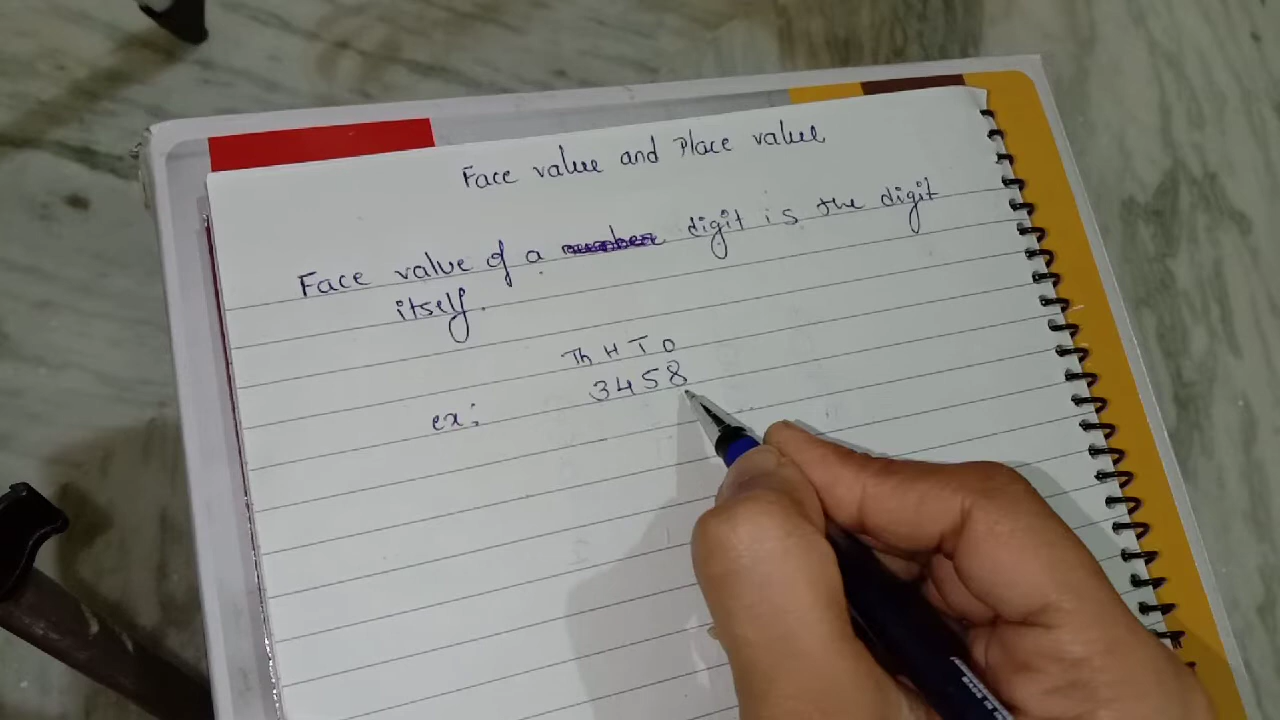 Face value and Place value
Face value of a digit is the digit
itself.
Th H T O
ex: 3458